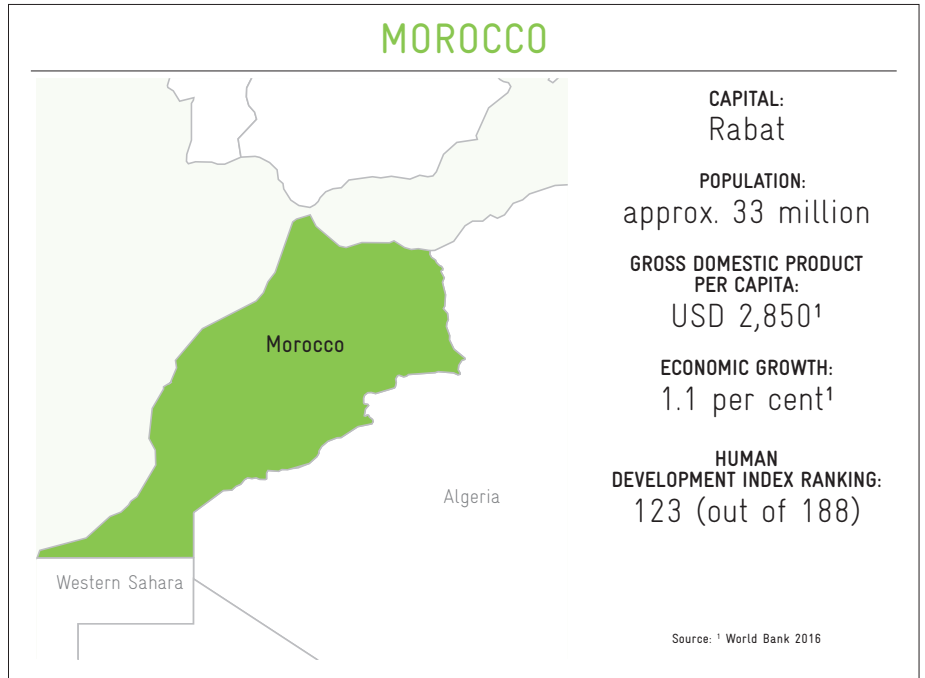 MOROCCO
Morocco
Algeria
Western Sahara
CAPITAL:
Rabat
POPULATION:
approx. 33 million
GROSS DOMESTIC PRODUCT
PER CAPITA:
USD 2,850¹
ECONOMIC GROWTH:
1.1 per cent¹
HUMAN
DEVELOPMENT INDEX RANKING:
123 (out of 188)
Source: ¹ World Bank 2016